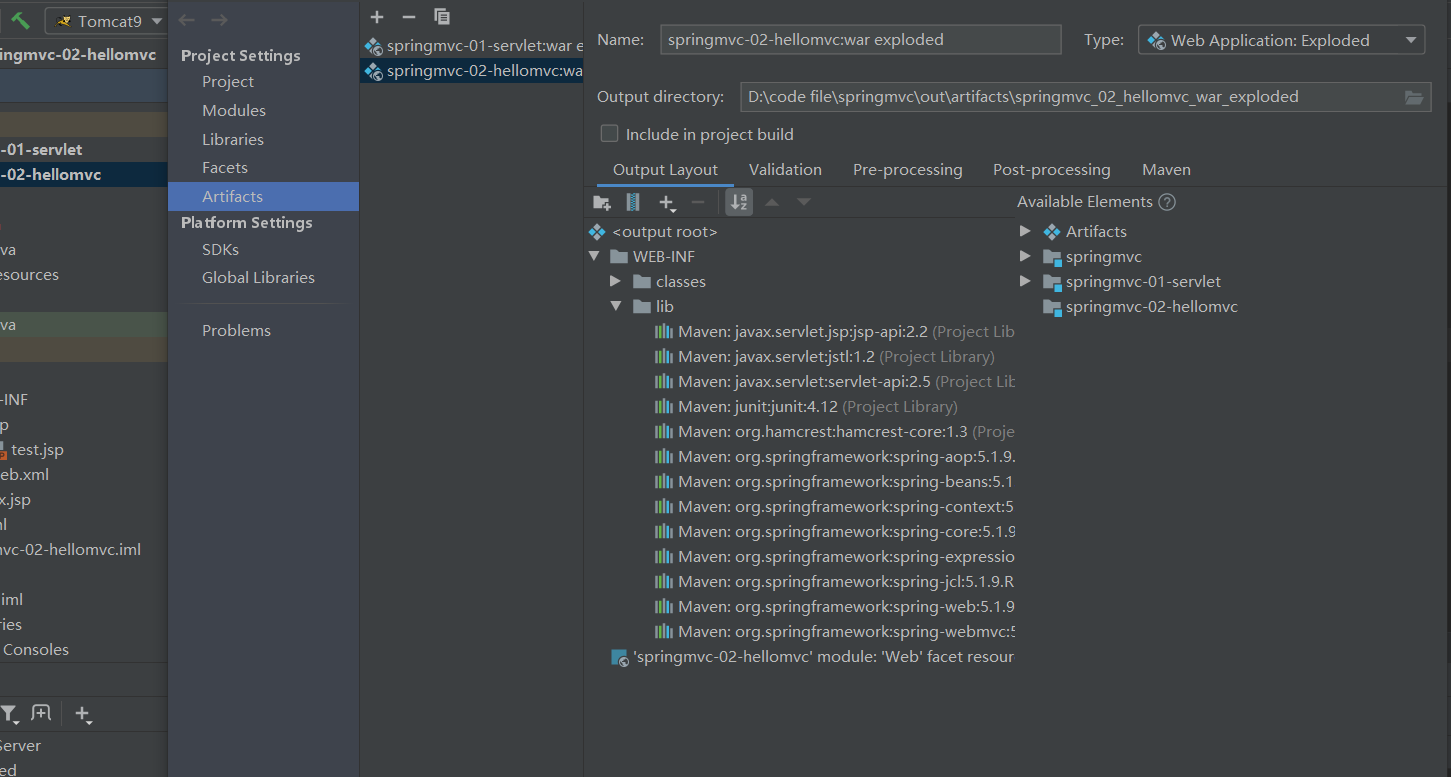 Tomcat9
ingmvc-02-hellomvc
-01-servlet
-02-hellomvc
va
esources
va
-INF
p
test.jsp
eb.xml
x.jsp
ml
vc-02-hellomvc.iml
iml
ries
Consoles
Server
ed
Project Settings
Project
Modules
Libraries
Facets
Artifacts
Platform Settings
SDKs
Global Libraries
Problems
springmvc-01-servlet:war e
springmvc-02-hellomvc:wa
Name: springmvc-02-hellomvc:war exploded Type: Web Application: Exploded
Output directory: D:\code file\springmvc\out\artifacts\springmvc_02_hellomvc_war_exploded
Include in project build
Output Layout Validation Pre-processing Post-processing Maven
<output root>
WEB-INF
classes
lib
Maven: javax.servlet.jsp:jsp-api:2.2 (Project Lib
Maven: javax.servlet:jstl:1.2 (Project Library)
Maven: javax.servlet:servlet-api:2.5 (Project Lib
Maven: junit:junit:4.12 (Project Library)
Maven: org.hamcrest:hamcrest-core:1.3 (Proje
Maven: org.springframework:spring-aop:5.1.9.
Maven: org.springframework:spring-beans:5.1
Maven: org.springframework:spring-context:5
Maven: org.springframework:spring-core:5.1.9
Maven: org.springframework:spring-expressio
Maven: org.springframework:spring-jcl:5.1.9.R
Maven: org.springframework:spring-web:5.1.9
Maven: org.springframework:spring-webmvc:5
'springmvc-02-hellomvc' module: 'Web' facet resour
Available Elements ?
Artifacts
springmvc
springmvc-01-servlet
springmvc-02-hellomvc